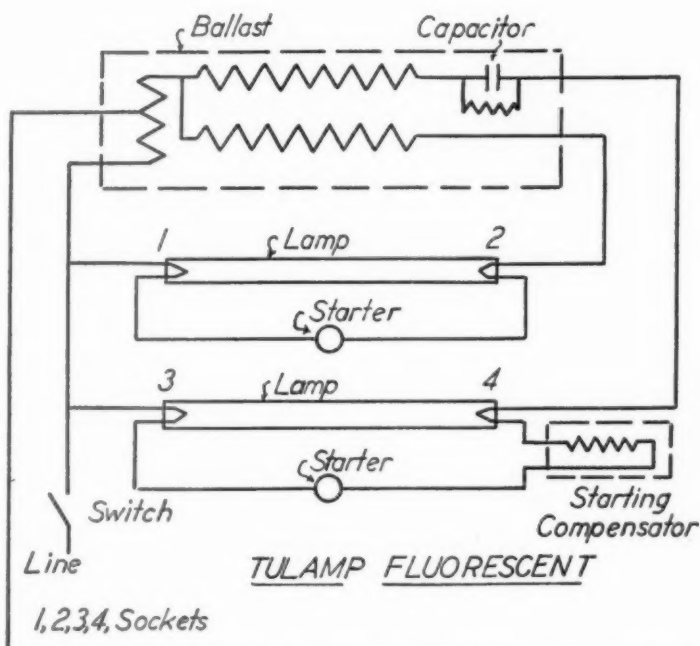 Ballast
Capacitor
1
Lamp
2
Starter
3
Lamp
4
Starter
Starting
Compensator
Switch
Line
TULAMP FLUORESCENT
1,2,3,4, Sockets